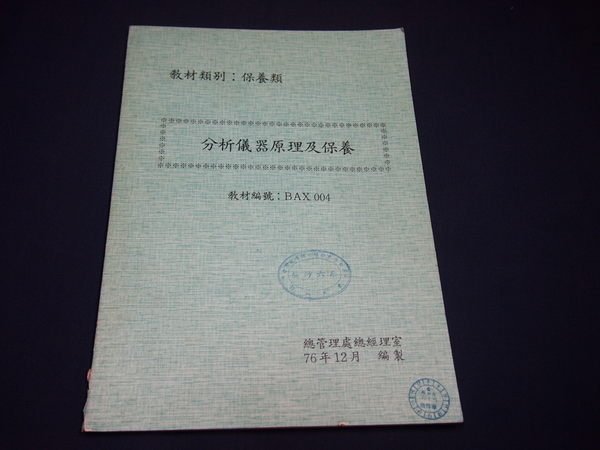 教材類別：保養類
分析儀器原理及保養
教材編號：BAX 004
總管理處總經理室
76年12月 編製